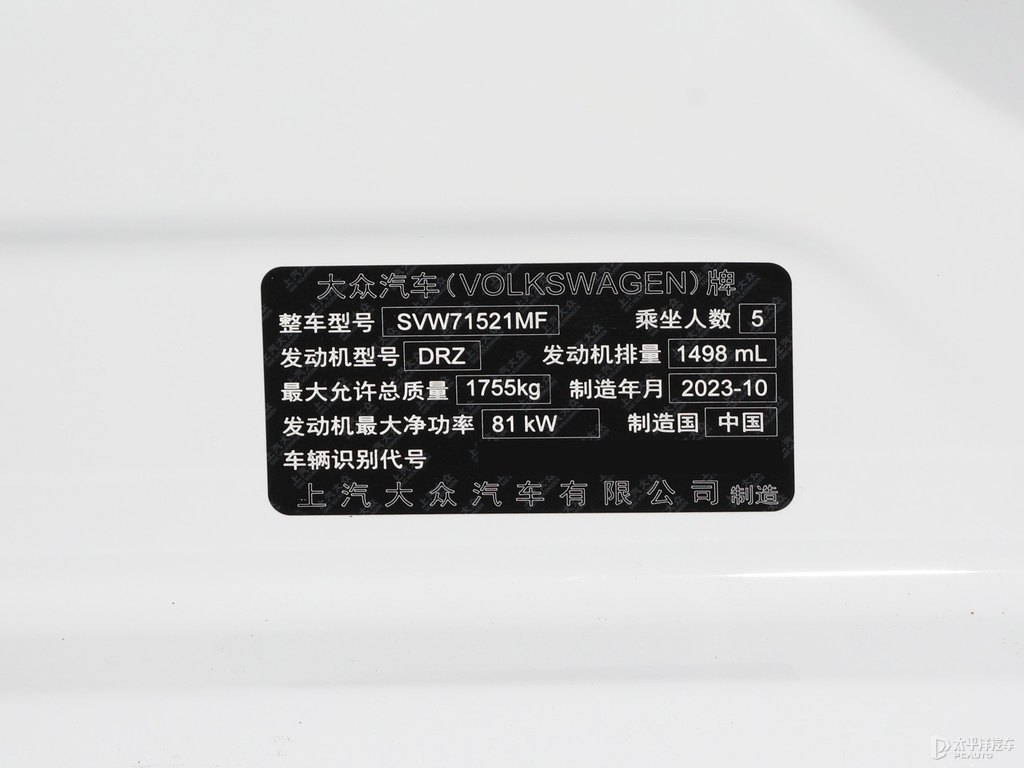 大众汽车(VOLKSWAGEN)牌
整车型号 SVW71521MF 乘坐人数 5
发动机型号 DRZ 发动机排量 1498 mL
最大允许总质量 1755kg 制造年月 2023-10
发动机最大净功率 81 kW 制造国 中国
车辆识别代号
上汽大众汽车有限公司 制造
太平洋汽车
PCAUTO